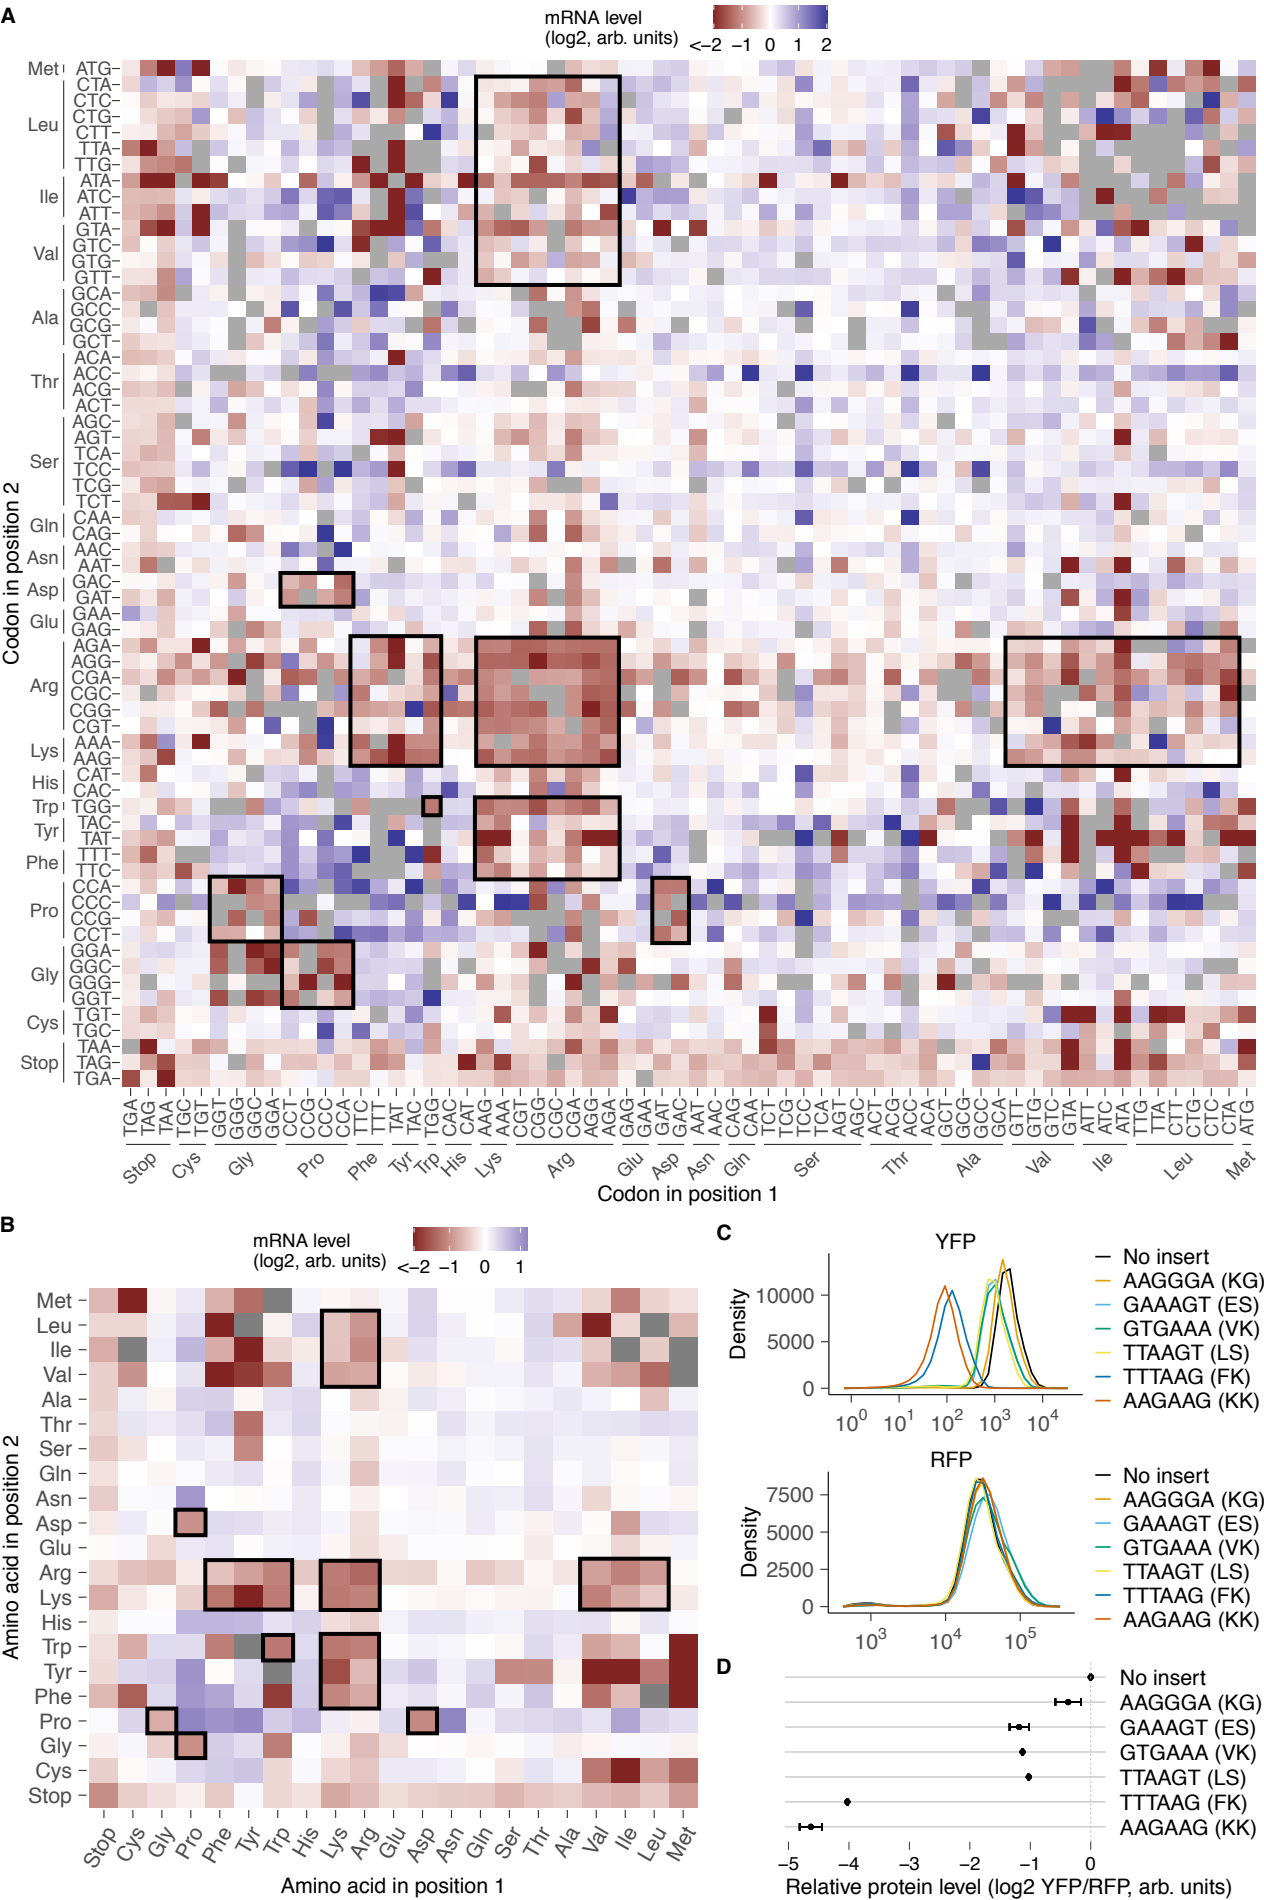 A
mRNA level
(log2, arb. units)
<−2 −1 0 1 2
Codon in position 2
Met ATG
Leu CTA
CTC
CTG
CTT
TTA
TTG
Ile ATA
ATC
ATT
Val GTA
GTC
GTG
GTT
Ala GCA
GCC
GCG
GCT
Thr ACA
ACC
ACG
ACT
Ser AGC
AGT
TCA
TCC
TCG
TCT
Gln CAA
CAG
Asn AAC
AAT
Asp GAC
GAT
Glu GAA
GAG
Arg AGA
AGG
CGA
CGC
CGG
CGT
Lys AAA
AAG
His CAT
CAC
Trp TGG
Tyr TAC
TAT
Phe TTT
TTC
Pro CCA
CCC
CCG
CCT
Gly GGA
GGC
GGG
GGT
Cys TGT
TGC
Stop TAA
TAG
TGA
TGA TAG TAA TGC TGT GGT GGG GGC GGA CCT CCG CCC CCA TTC TTT TAT TAC TGG CAC CAT AAG AAA CGT CGG CGC CGA AGG AGA GAG GAA GAT GAC AAT AAC CAG CAA TCT TCG TCC TCA AGT AGC ACT ACG ACC ACA GCT GCG GCC GCA GTT GTG GTC GTA ATT ATC ATA TTG TTA CTT CTG CTC CTA ATG
Stop Cys Gly Pro Phe Tyr Trp His Lys Arg Glu Asp Asn Gln Ser Thr Ala Val Ile Leu Met
Codon in position 1
B
mRNA level
(log2, arb. units)
<−2 −1 0 1
Amino acid in position 2
Met
Leu
Ile
Val
Ala
Thr
Ser
Gln
Asn
Asp
Glu
Arg
Lys
His
Trp
Tyr
Phe
Pro
Gly
Cys
Stop
Stop Cys Gly Pro Phe Tyr Trp His Lys Arg Glu Asp Asn Gln Ser Thr Ala Val Ile Leu Met
Amino acid in position 1
C
YFP
Density
10000
5000
0
10^0 10^1 10^2 10^3 10^4
No insert
AAGGGA (KG)
GAAAGT (ES)
GTGAAA (VK)
TTAAGT (LS)
TTTAAG (FK)
AAGAAG (KK)
RFP
Density
7500
5000
2500
0
10^3 10^4 10^5
No insert
AAGGGA (KG)
GAAAGT (ES)
GTGAAA (VK)
TTAAGT (LS)
TTTAAG (FK)
AAGAAG (KK)
D
No insert
AAGGGA (KG)
GAAAGT (ES)
GTGAAA (VK)
TTAAGT (LS)
TTTAAG (FK)
AAGAAG (KK)
−5 −4 −3 −2 −1 0
Relative protein level (log2 YFP/RFP, arb. units)